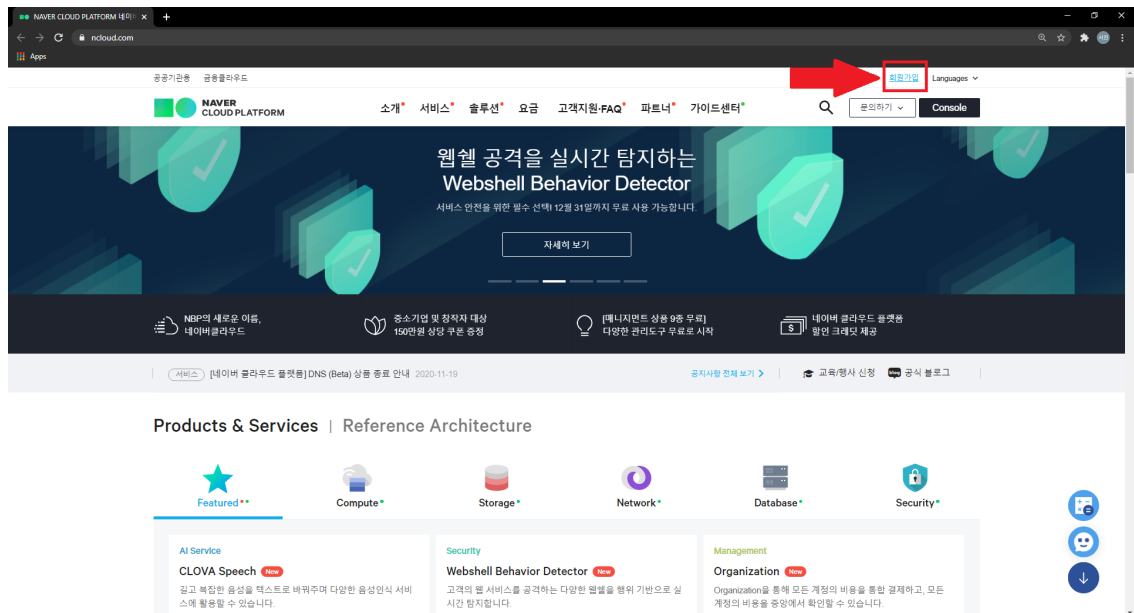 NAVER CLOUD PLATFORM 네이버
ncloud.com
Apps
공공기관용 금융클라우드
회원가입 Languages
NAVER
CLOUD PLATFORM
소개 서비스 솔루션 요금 고객지원·FAQ 파트너 가이드센터
문의하기 Console
웹쉘 공격을 실시간 탐지하는
Webshell Behavior Detector
서비스 안전을 위한 필수 선택! 12월 31일까지 무료 사용 가능합니다.
자세히 보기
NBP의 새로운 이름,
네이버클라우드
중소기업 및 창작자 대상
150만원 상당 쿠폰 증정
[매니지먼트 상품 9종 무료]
다양한 관리도구 무료로 시작
네이버 클라우드 플랫폼
할인 크레딧 제공
서비스 [네이버 클라우드 플랫폼] DNS (Beta) 상품 종료 안내 2020-11-19
공지사항 전체 보기
교육/행사 신청
blog 공식 블로그
Products & Services | Reference Architecture
Featured
Compute
Storage
Network
Database
Security
AI Service
CLOVA Speech New
길고 복잡한 음성을 텍스트로 바꿔주며 다양한 음성인식 서비
스에 활용할 수 있습니다.
Security
Webshell Behavior Detector New
고객의 웹 서비스를 공격하는 다양한 웹쉘을 행위 기반으로 실
시간 탐지합니다.
Management
Organization New
Organization을 통해 모든 계정의 비용을 통합 결제하고, 모든
계정의 비용을 중앙에서 확인할 수 있습니다.